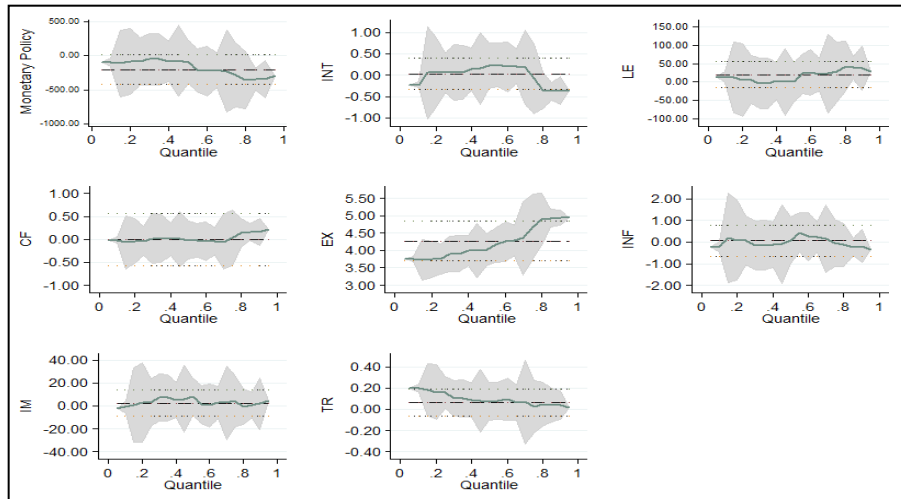 Monetary Policy
500.00
0.00
-500.00
-1000.00
0 .2 .4 .6 .8 1
Quantile
INT
1.00
0.50
0.00
-0.50
-1.00
0 .2 .4 .6 .8 1
Quantile
LE
150.00
100.00
50.00
0.00
-50.00
-100.00
0 .2 .4 .6 .8 1
Quantile
CF
1.00
0.50
0.00
-0.50
-1.00
0 .2 .4 .6 .8 1
Quantile
EX
5.50
5.00
4.50
4.00
3.50
3.00
0 .2 .4 .6 .8 1
Quantile
INF
2.00
1.00
0.00
-1.00
-2.00
0 .2 .4 .6 .8 1
Quantile
IM
40.00
20.00
0.00
-20.00
-40.00
0 .2 .4 .6 .8 1
Quantile
TR
0.40
0.20
0.00
-0.20
-0.40
0 .2 .4 .6 .8 1
Quantile